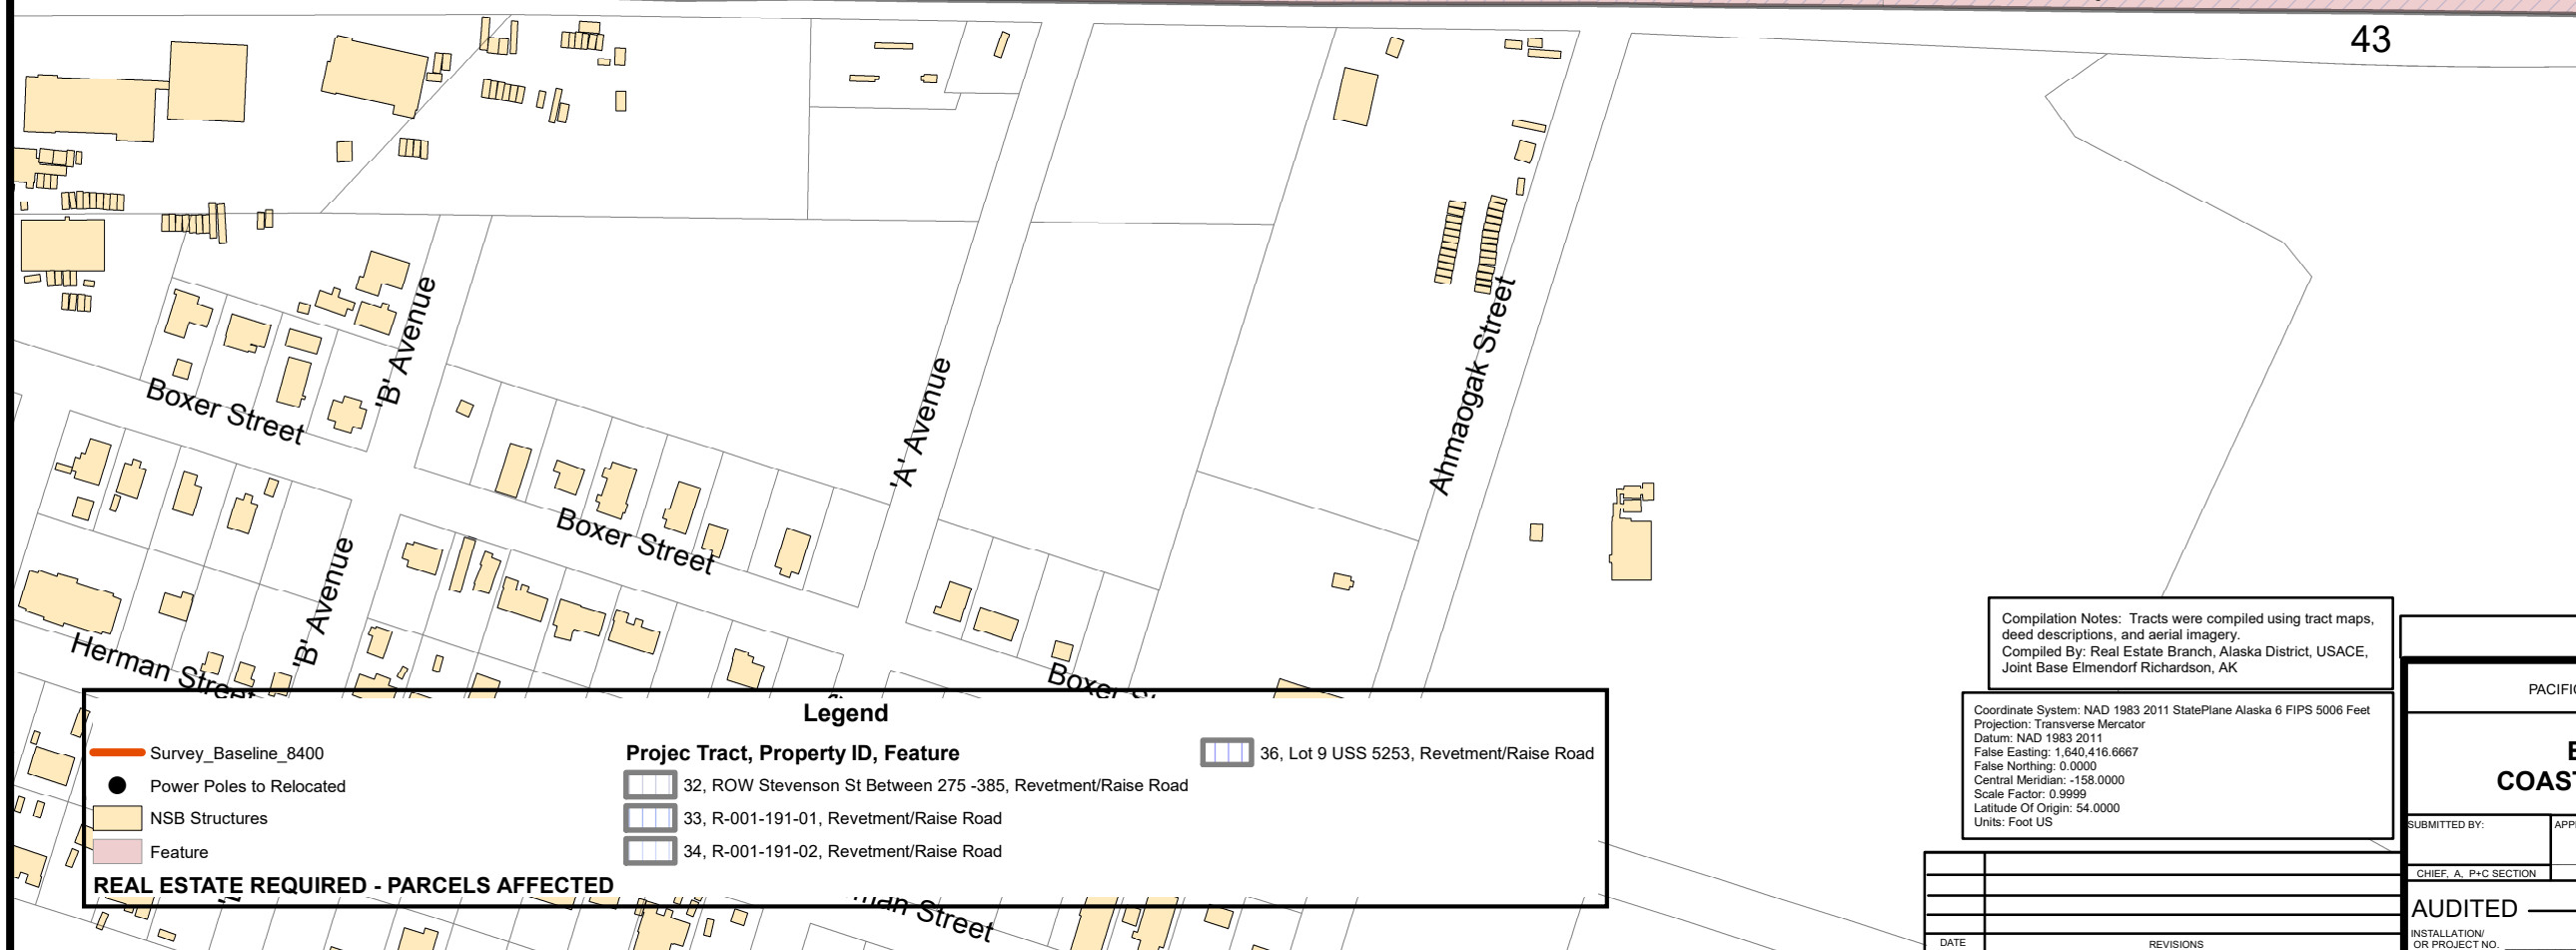 43
'B' Avenue
Boxer Street
'A' Avenue
Ahmaogak Street
Boxer Street
'B' Avenue
Herman Street
Boxer St
Compilation Notes: Tracts were compiled using tract maps,
deed descriptions, and aerial imagery.
Compiled By: Real Estate Branch, Alaska District, USACE,
Joint Base Elmendorf Richardson, AK
Coordinate System: NAD 1983 2011 StatePlane Alaska 6 FIPS 5006 Feet
Projection: Transverse Mercator
Datum: NAD 1983 2011
False Easting: 1,640,416.6667
False Northing: 0.0000
Central Meridian: -158.0000
Scale Factor: 0.9999
Latitude Of Origin: 54.0000
Units: Foot US
Legend
Survey_Baseline_8400
Power Poles to Relocated
NSB Structures
Feature
REAL ESTATE REQUIRED - PARCELS AFFECTED
Projec Tract, Property ID, Feature
32, ROW Stevenson St Between 275 -385, Revetment/Raise Road
33, R-001-191-01, Revetment/Raise Road
34, R-001-191-02, Revetment/Raise Road
36, Lot 9 USS 5253, Revetment/Raise Road
man Street
PACIFI
COAST
SUBMITTED BY:
APP
CHIEF, A, P+C SECTION
AUDITED
INSTALLATION/
OR PROJECT NO.
DATE
REVISIONS